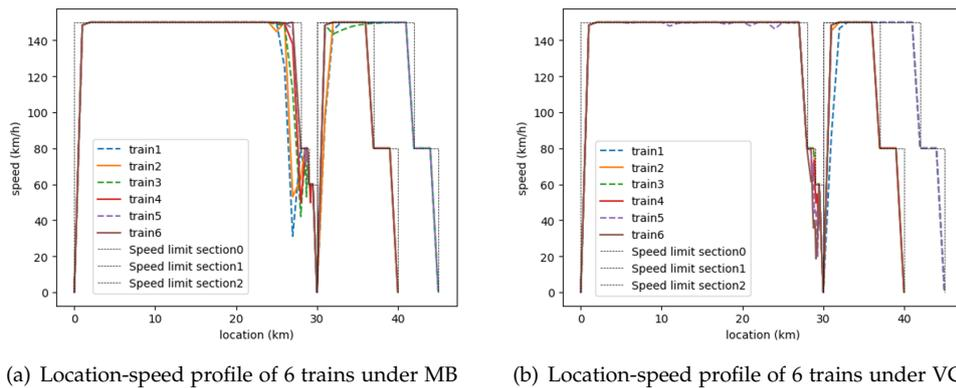 140
120
100
80
60
40
20
0
speed (km/h)
train1
train2
train3
train4
train5
train6
Speed limit section0
Speed limit section1
Speed limit section2
0 10 20 30 40
location (km)
(a) Location-speed profile of 6 trains under MB
140
120
100
80
60
40
20
0
speed (km/h)
train1
train2
train3
train4
train5
train6
Speed limit section0
Speed limit section1
Speed limit section2
0 10 20 30 40
location (km)
(b) Location-speed profile of 6 trains under VC